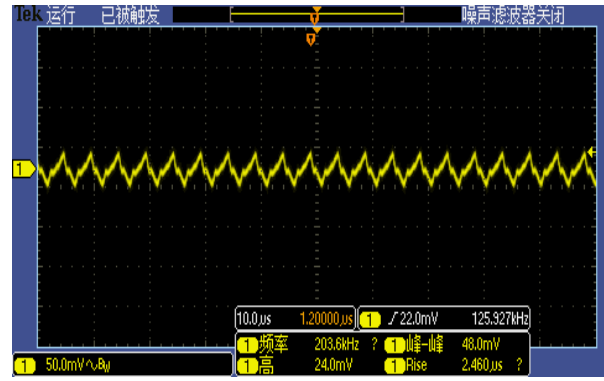 Tek 运行 已被触发 噪声滤波器关闭
T
T
1
10.0µs 1.20000µs 1 22.0mV 125.927kHz
1 频率 203.6kHz ? 1 峰-峰 48.0mV
1 高 24.0mV 1 Rise 2.460µs ?
1 50.0mV BW